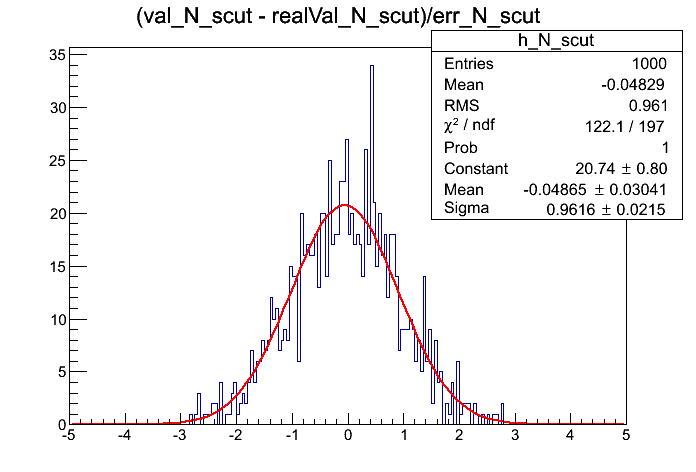 (val_N_scut - realVal_N_scut)/err_N_scut
h_N_scut
Entries 1000
Mean -0.04829
RMS 0.961
χ² / ndf 122.1 / 197
Prob 1
Constant 20.74 ± 0.80
Mean -0.04865 ± 0.03041
Sigma 0.9616 ± 0.0215
35
30
25
20
15
10
5
0
-5 -4 -3 -2 -1 0 1 2 3 4 5